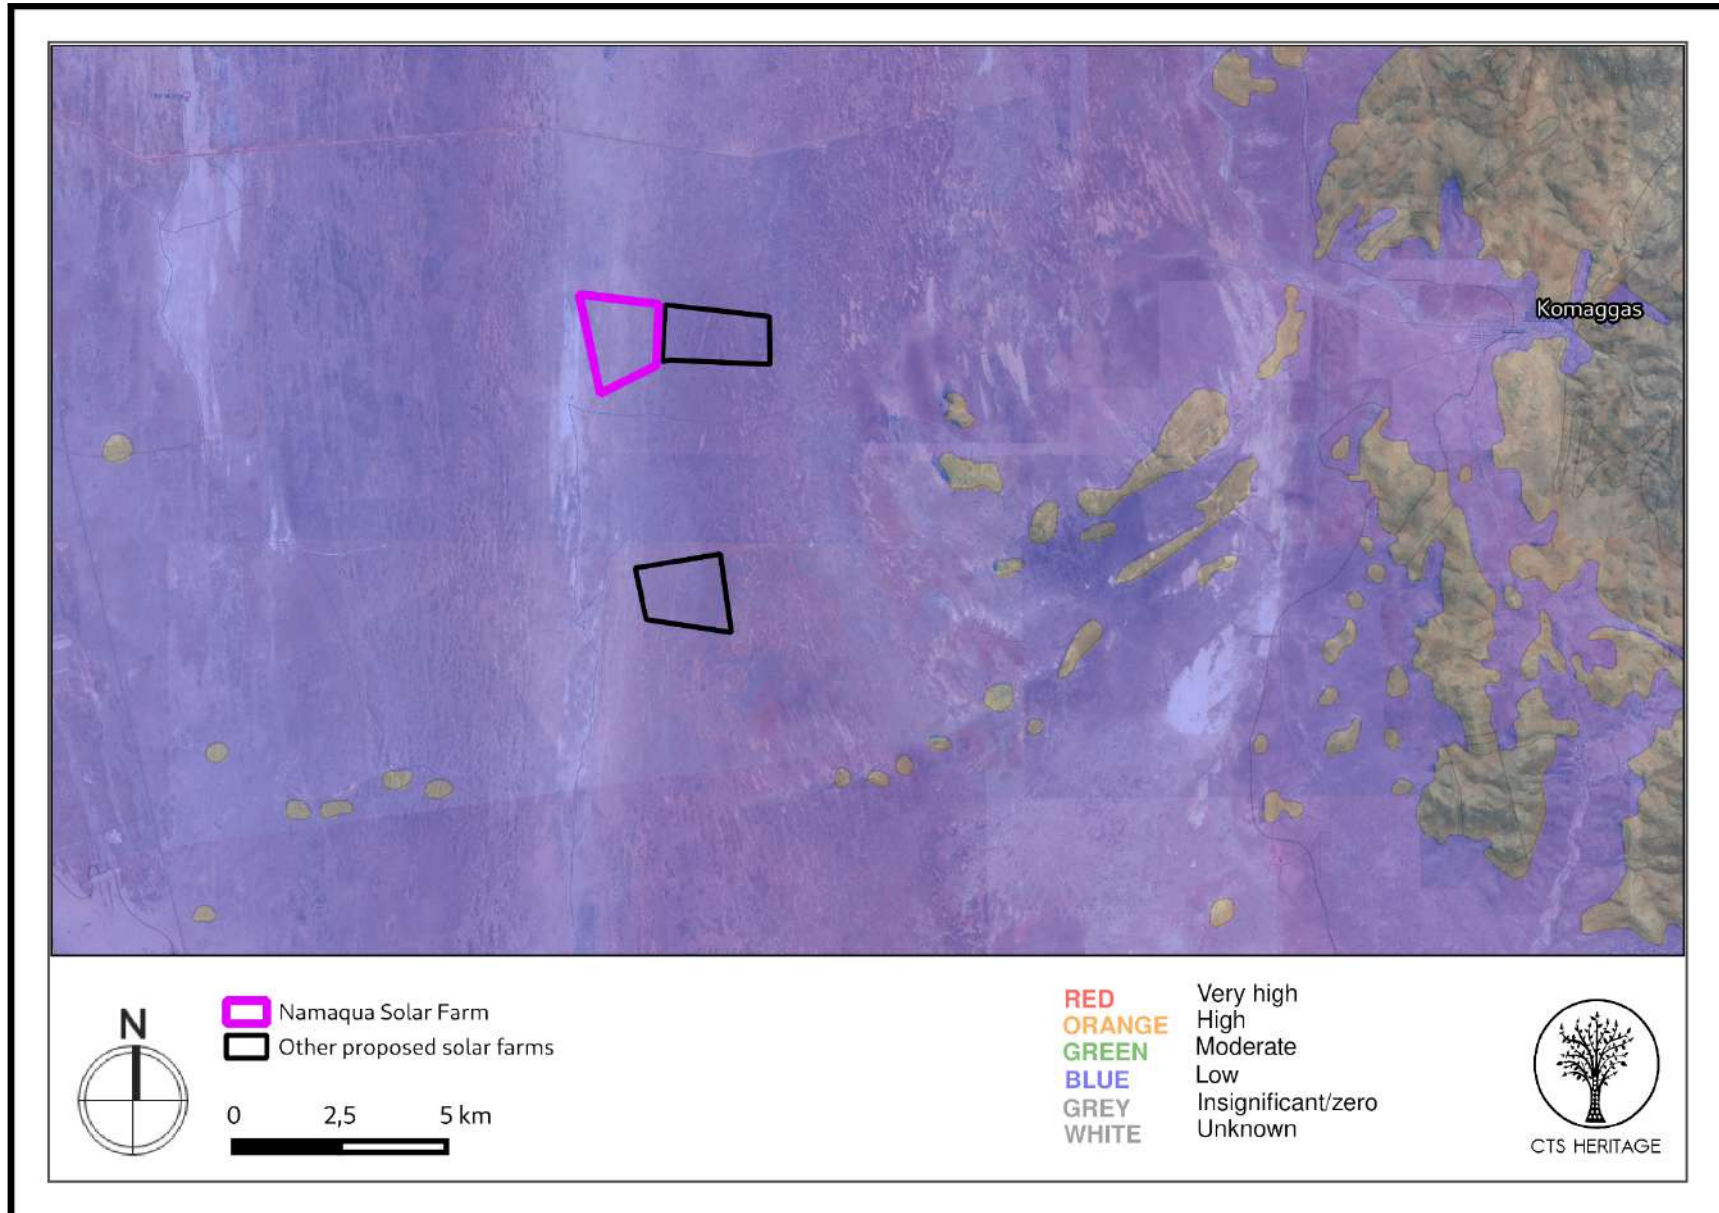 Komaggas
N
Namaqua Solar Farm
Other proposed solar farms
0 2,5 5 km
RED Very high
ORANGE High
GREEN Moderate
BLUE Low
GREY Insignificant/zero
WHITE Unknown
CTS HERITAGE